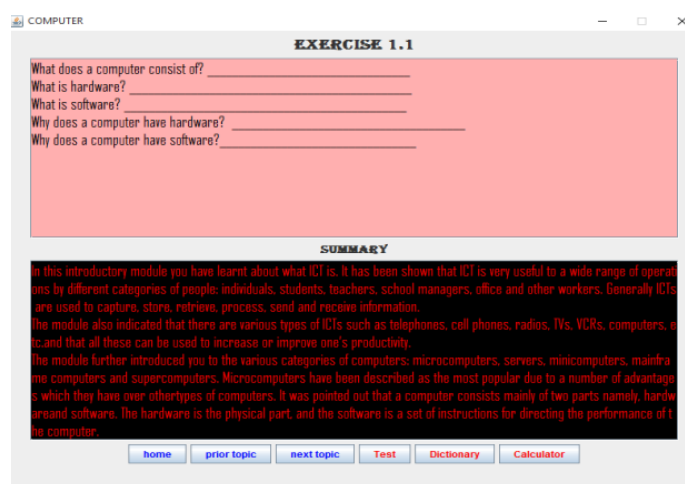 COMPUTER
EXERCISE 1.1
What does a computer consist of? ______________________________
What is hardware? __________________________________________
What is software? __________________________________________
Why does a computer have hardware? ___________________________________
Why does a computer have software?_____________________________
SUMMARY
In this introductory module you have learnt about what ICT is. It has been shown that ICT is very useful to a wide range of operati
ons by different categories of people: individuals, students, teachers, school managers, office and other workers. Generally ICTs
are used to capture, store, retrieve, process, send and receive information.
The module also indicated that there are various types of ICTs such as telephones, cell phones, radios, TVs, VCRs, computers, e
tc.and that all these can be used to increase or improve one's productivity.
The module further introduced you to the various categories of computers: microcomputers, servers, minicomputers, mainfra
me computers and supercomputers. Microcomputers have been described as the most popular due to a number of advantage
s which they have over othertypes of computers. It was pointed out that a computer consists mainly of two parts namely, hardw
areand software. The hardware is the physical part, and the software is a set of instructions for directing the performance of t
he computer.
home prior topic next topic Test Dictionary Calculator